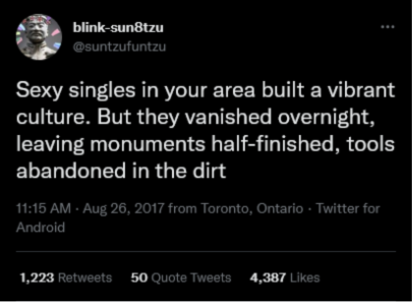 blink-sun8tzu
@suntzufuntzu
Sexy singles in your area built a vibrant
culture. But they vanished overnight,
leaving monuments half-finished, tools
abandoned in the dirt
11:15 AM · Aug 26, 2017 from Toronto, Ontario · Twitter for
Android
1,223 Retweets 50 Quote Tweets 4,387 Likes